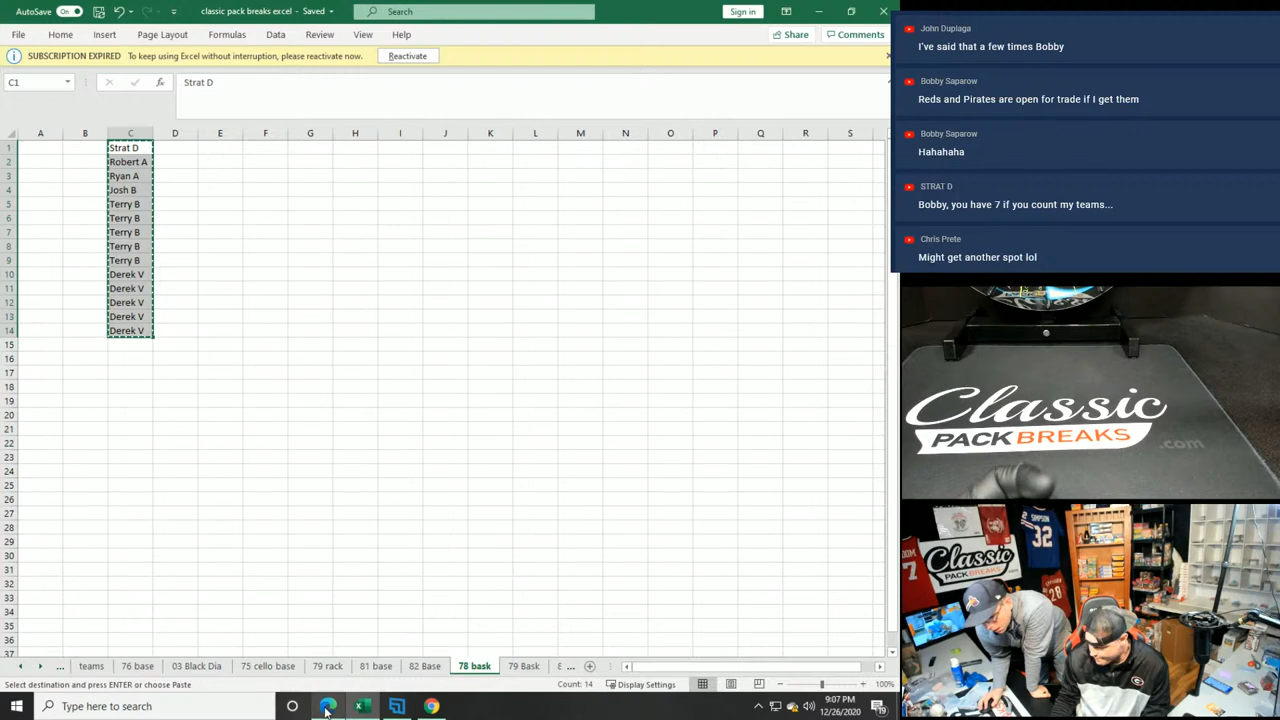 AutoSave On classic pack breaks excel - Saved Search Sign in
File Home Insert Page Layout Formulas Data Review View Help Share Comments
SUBSCRIPTION EXPIRED To keep using Excel without interruption, please reactivate now. Reactivate
C1 fx Strat D
A B C D E F G H I J K L M N O P Q R S
1 Strat D
2 Robert A
3 Ryan A
4 Josh B
5 Terry B
6 Terry B
7 Terry B
8 Terry B
9 Terry B
10 Derek V
11 Derek V
12 Derek V
13 Derek V
14 Derek V
15
16
17
18
19
20
21
22
23
24
25
26
27
28
29
30
31
32
33
34
35
36
37
... teams 76 base 03 Black Dia 75 cello base 79 rack 81 base 82 Base 78 bask 79 Bask 8 ...
Select destination and press ENTER or choose Paste Count: 14 Display Settings 100%
Type here to search
9:07 PM
12/26/2020
19
John Duplaga
I've said that a few times Bobby
Bobby Saparow
Reds and Pirates are open for trade if I get them
Bobby Saparow
Hahahaha
STRAT D
Bobby, you have 7 if you count my teams...
Chris Prete
Might get another spot lol
Classic
PACKBREAKS
.com
Classic
PACKBREAKS
SIMPSON
32
7
28
G